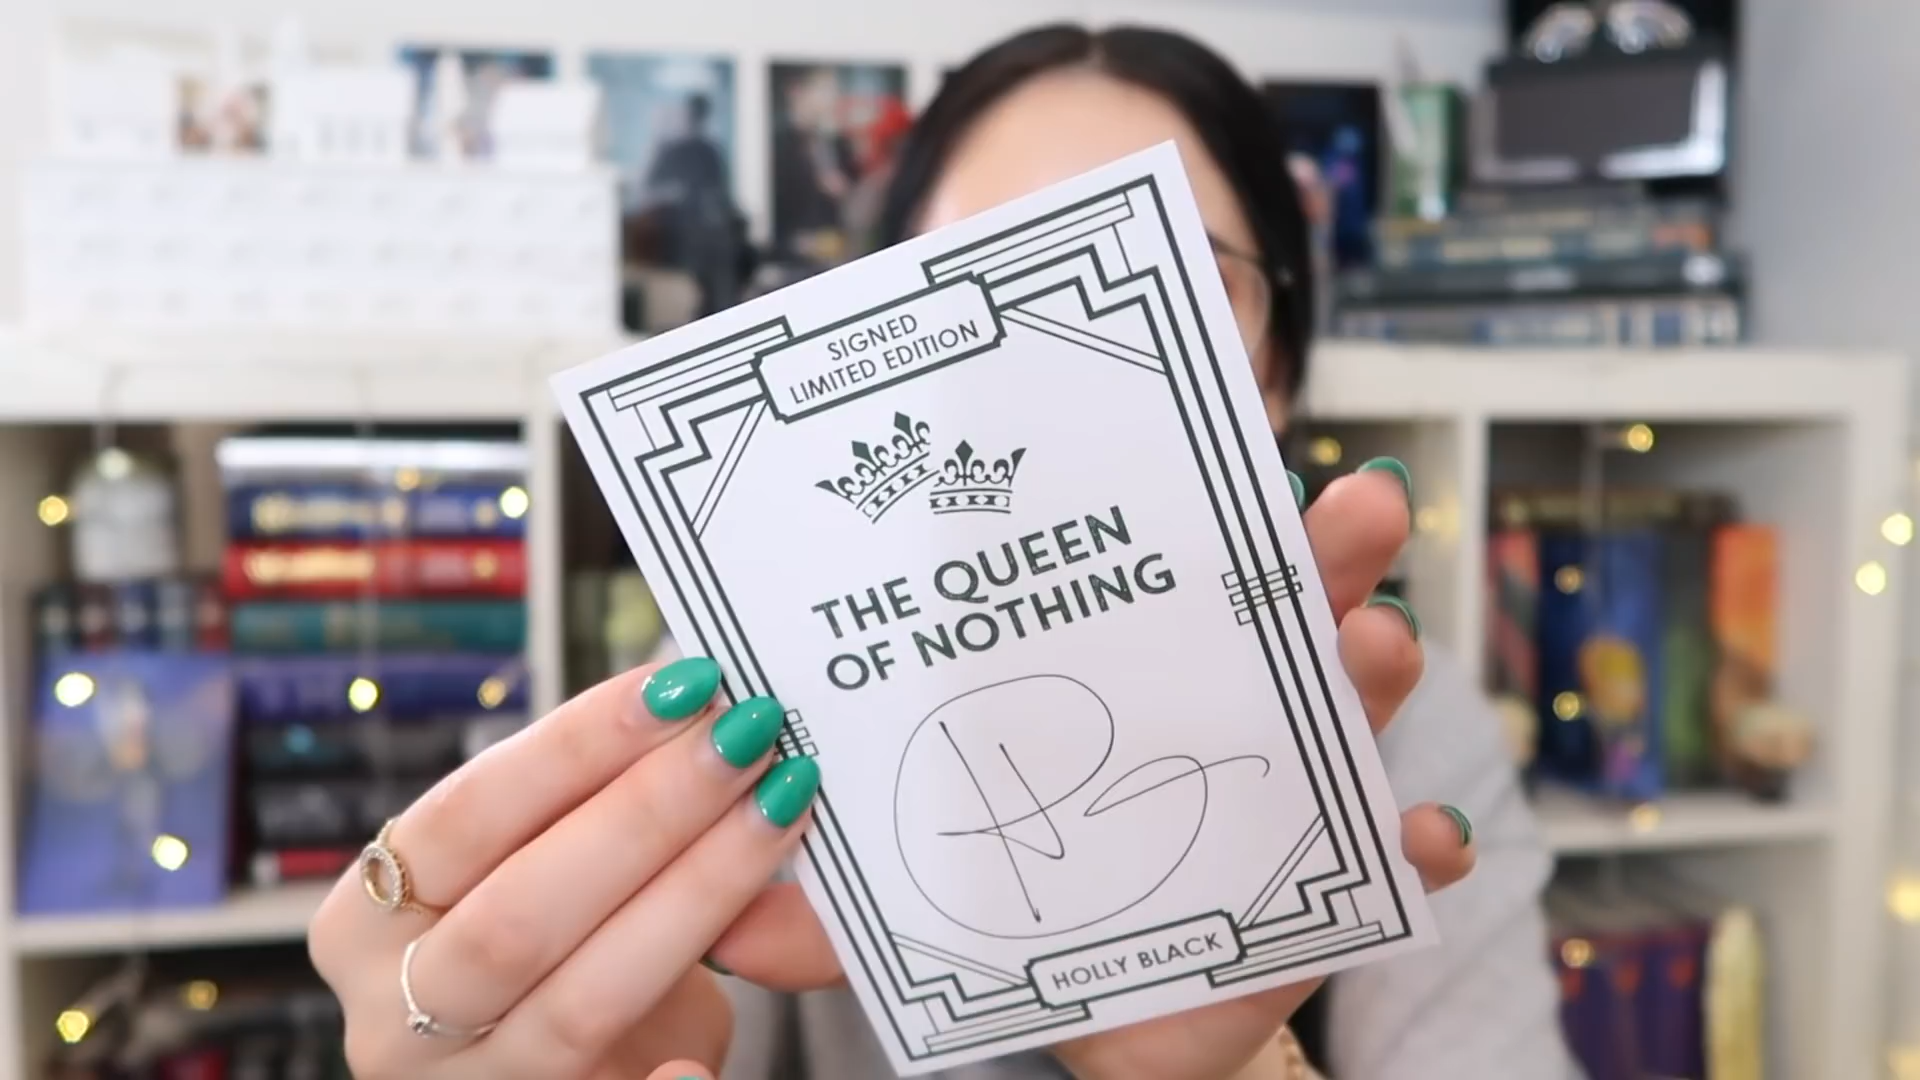 SIGNED
LIMITED EDITION
THE QUEEN
OF NOTHING
HOLLY BLACK